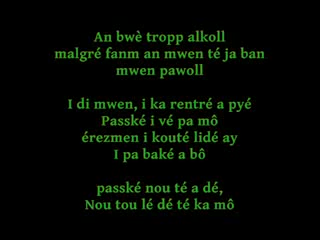 An bwè tropp alkoll
malgré fanm an mwen té ja ban
mwen pawoll
I di mwen, i ka rentré a pyé
Passké i vé pa mô
érezmen i kouté lidé ay
I pa baké a bô
passké nou té a dé,
Nou tou lé dé té ka mô